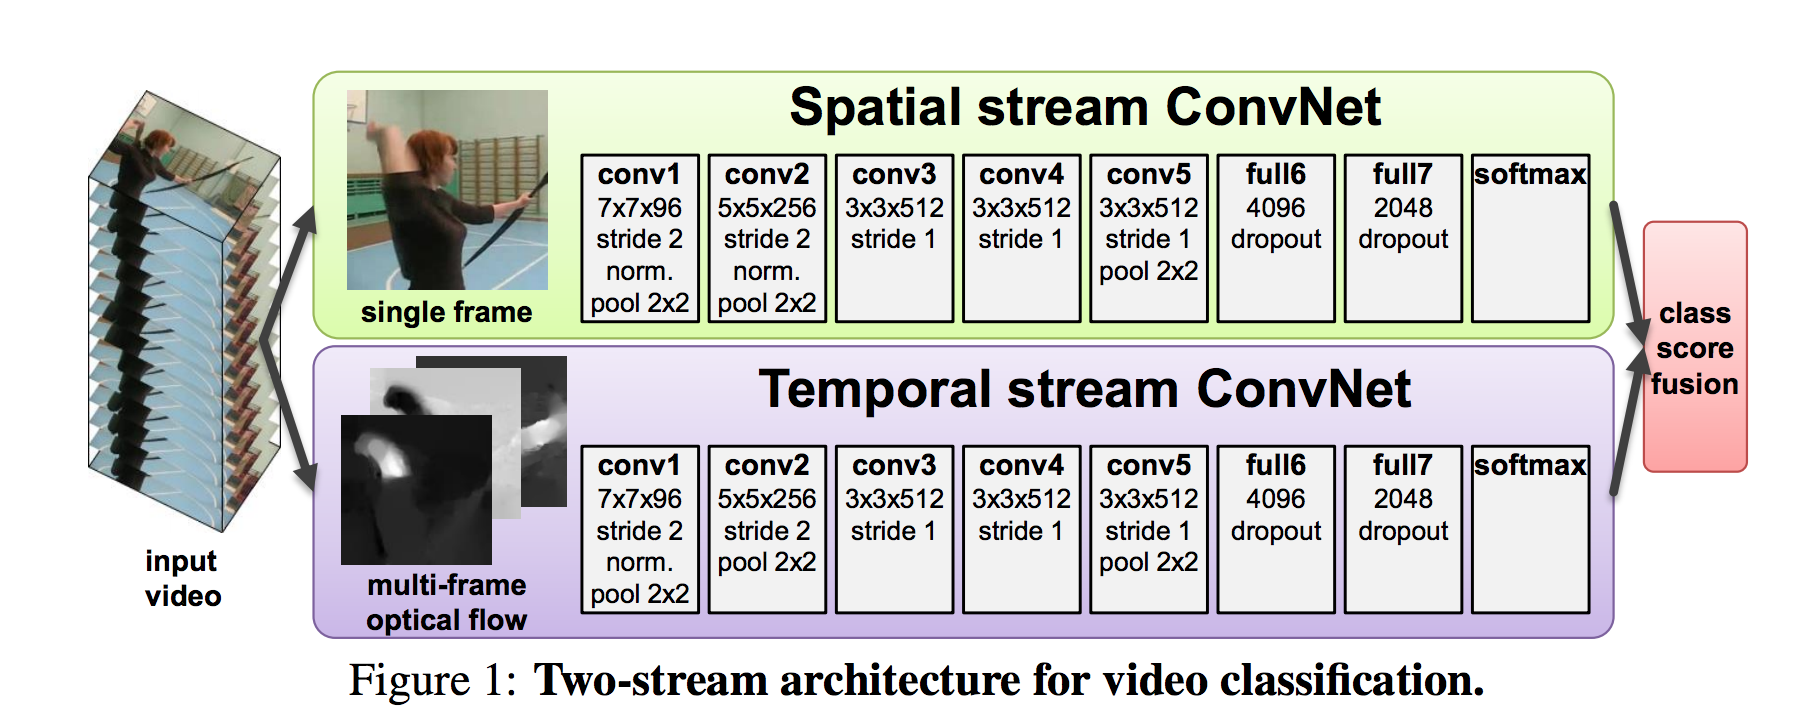 Spatial stream ConvNet
single frame
conv1
7x7x96
stride 2
norm.
pool 2x2
conv2
5x5x256
stride 2
norm.
pool 2x2
conv3
3x3x512
stride 1
conv4
3x3x512
stride 1
conv5
3x3x512
stride 1
pool 2x2
full6
4096
dropout
full7
2048
dropout
softmax
input
video
Temporal stream ConvNet
multi-frame
optical flow
conv1
7x7x96
stride 2
norm.
pool 2x2
conv2
5x5x256
stride 2
pool 2x2
conv3
3x3x512
stride 1
conv4
3x3x512
stride 1
conv5
3x3x512
stride 1
pool 2x2
full6
4096
dropout
full7
2048
dropout
softmax
class
score
fusion
Figure 1: Two-stream architecture for video classification.